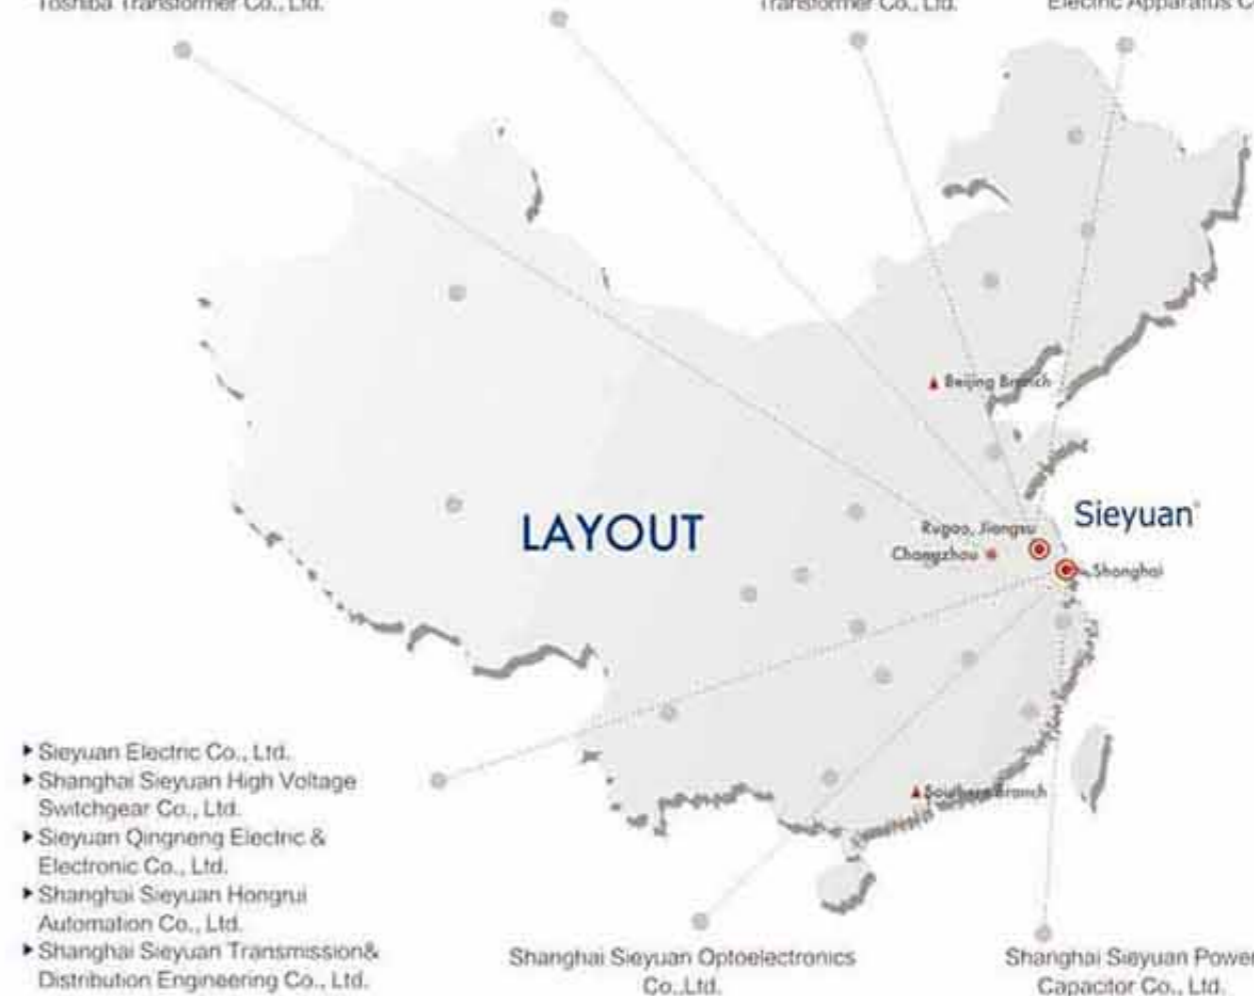 Toshiba Transformer Co., Ltd.
Transformer Co., Ltd.
Electric Apparatus C
Beijing Branch
Sieyuan®
LAYOUT
Rugao, Jiangsu
Changzhou
Shanghai
▶ Sieyuan Electric Co., Ltd.
▶ Shanghai Sieyuan High Voltage
Switchgear Co., Ltd.
▶ Sieyuan Qingneng Electric &
Electronic Co., Ltd.
▶ Shanghai Sieyuan Hongrui
Automation Co., Ltd.
▶ Shanghai Sieyuan Transmission&
Distribution Engineering Co., Ltd.
Southern Branch
Shanghai Sieyuan Optoelectronics
Co.,Ltd.
Shanghai Sieyuan Power
Capacitor Co., Ltd.